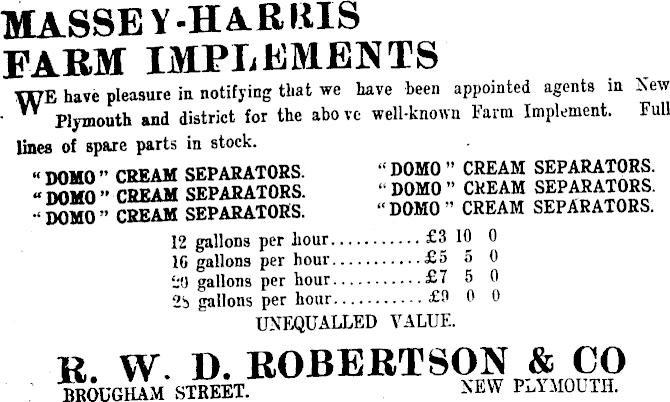 MASSEY-HARRIS
FARM IMPLEMENTS
WE have pleasure in notifying that we have been appointed agents in New
Plymouth and district for the above well-known Farm Implement. Full
lines of spare parts in stock.
"DOMO" CREAM SEPARATORS. "DOMO" CREAM SEPARATORS.
"DOMO" CREAM SEPARATORS. "DOMO" CREAM SEPARATORS.
"DOMO" CREAM SEPARATORS. "DOMO" CREAM SEPARATORS.
12 gallons per hour........... £3 10 0
16 gallons per hour........... £5 5 0
gallons per hour........... £7 5 0
gallons per hour........... £9 0 0
UNEQUALLED VALUE.
R. W. D. ROBERTSON & CO
BROUGHAM STREET. NEW PLYMOUTH.